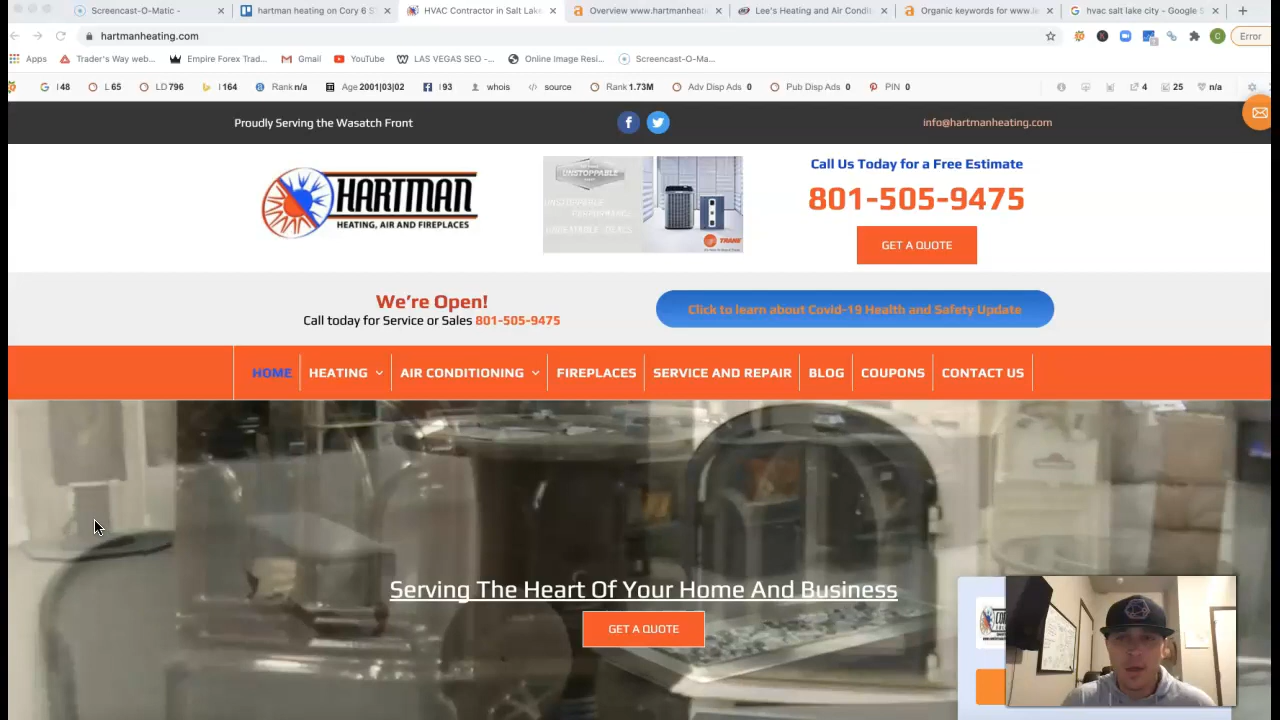 Screencast-O-Matic -
hartman heating on Cory 6 S
HVAC Contractor in Salt Lake
Overview www.hartmanheati
Lee's Heating and Air Condit
Organic keywords for www.le
hvac salt lake city - Google S
hartmanheating.com
Error
Apps
Trader's Way web...
Empire Forex Trad...
Gmail
YouTube
LAS VEGAS SEO -...
Online Image Resi...
Screencast-O-Ma...
I 48
L 65
LD 796
I 164
Rank n/a
Age 2001|03|02
I 93
whois
source
Rank 1.73M
Adv Disp Ads 0
Pub Disp Ads 0
PIN 0
4
25
n/a
Proudly Serving the Wasatch Front
info@hartmanheating.com
HARTMAN
HEATING, AIR AND FIREPLACES
UNSTOPPABLE
TRANE
Call Us Today for a Free Estimate
801-505-9475
GET A QUOTE
We're Open!
Call today for Service or Sales 801-505-9475
Click to learn about Covid-19 Health and Safety Update
HOME
HEATING
AIR CONDITIONING
FIREPLACES
SERVICE AND REPAIR
BLOG
COUPONS
CONTACT US
Serving The Heart Of Your Home And Business
GET A QUOTE